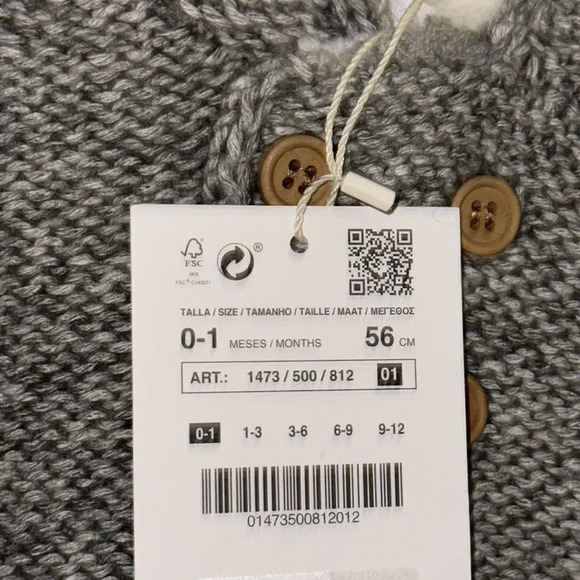 FSC
MIX
FSC® C143071
®
TALLA / SIZE / TAMANHO / TAILLE / MAAT / ΜΕΓΕΘΟΣ
0-1 MESES / MONTHS 56 CM
ART.: 1473 / 500 / 812 01
0-1 1-3 3-6 6-9 9-12
01473500812012